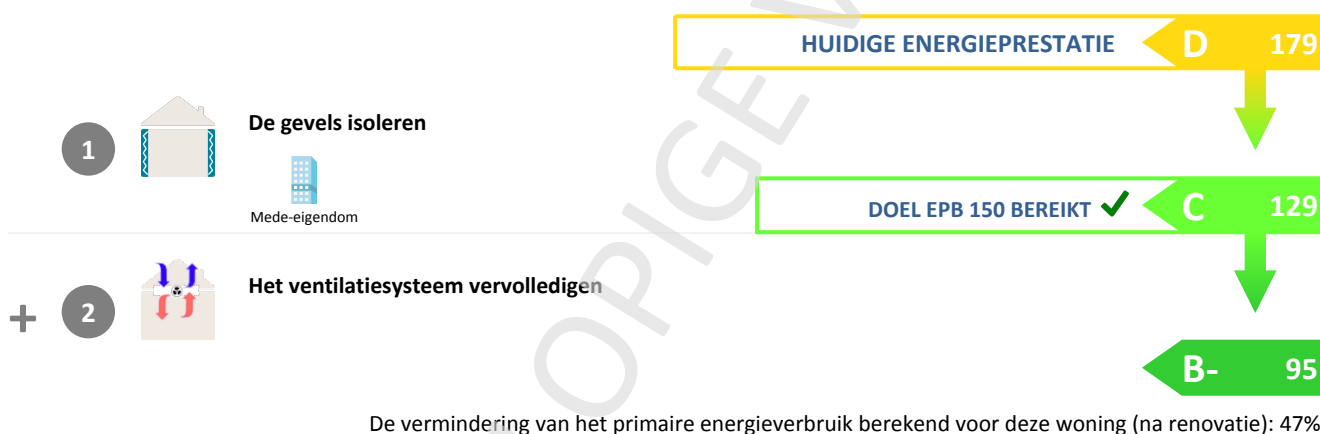 HUIDIGE ENERGIEPRESTATIE D 179
1 De gevels isoleren
Mede-eigendom
DOEL EPB 150 BEREIKT ✔ C 129
+ 2 Het ventilatiesysteem vervolledigen
B- 95
De vermindering van het primaire energieverbruik berekend voor deze woning (na renovatie): 47%
OPIGE V